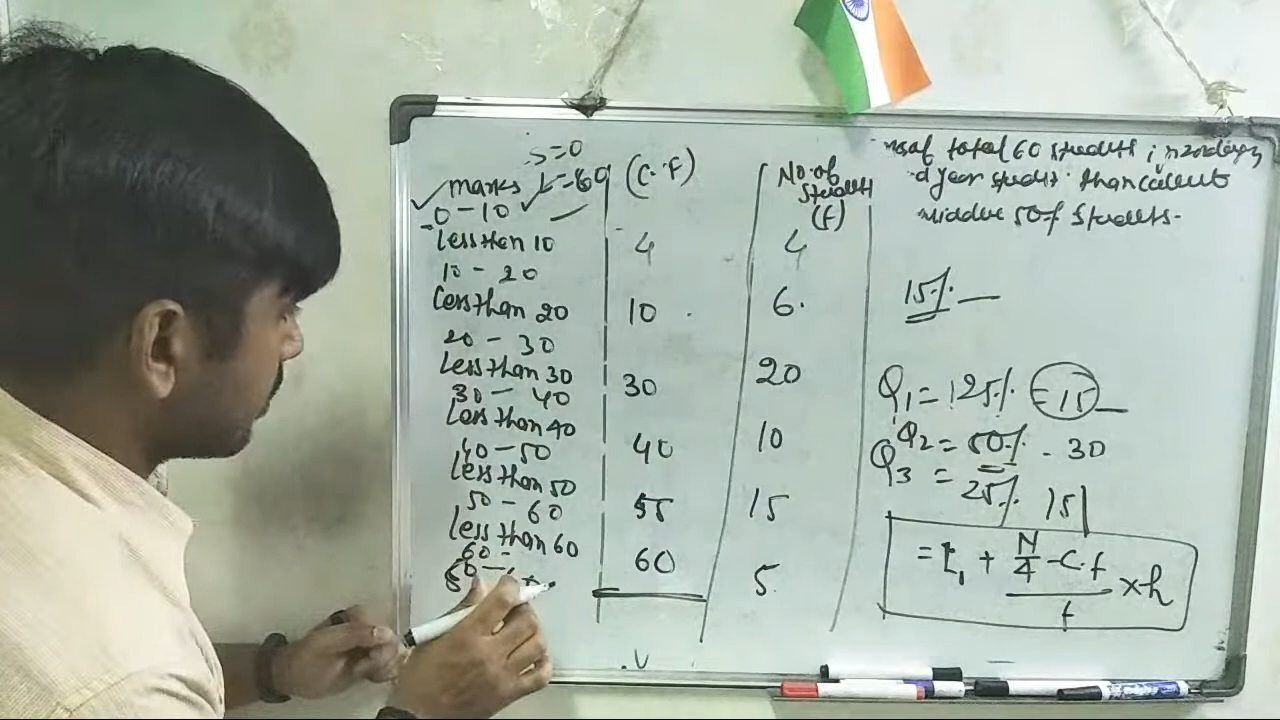 S=0
marks L=60 (C.F) No. of Students (f)
0-10
Less than 10 4 4
10-20
Less than 20 10 6
20-30
Less than 30 30 20
30-40
Less than 40 40 10
40-50
Less than 50 55 15
50-60
Less than 60 60 5
60-
of total 60 students
than
middle 50% Students.
15%
Q1 = 25% = 15
Q2 = 50% - 30
Q3 = 25% 15
= L1 + N/4 - C.f / f × h